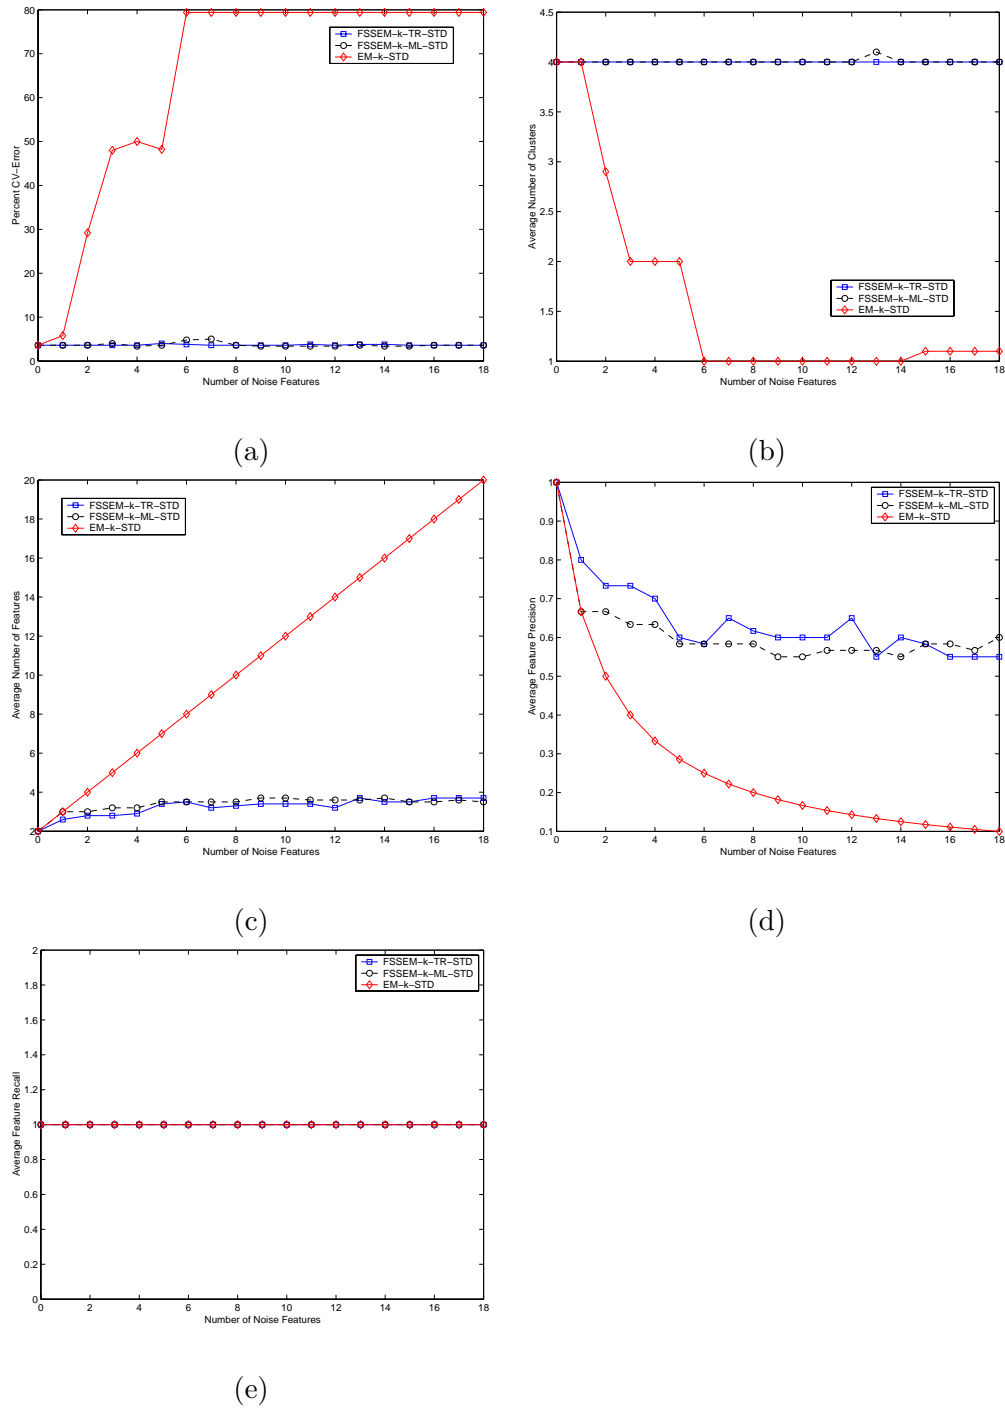 80
70
60
50
40
30
20
10
0
Percent CV-Error
0 2 4 6 8 10 12 14 16 18
Number of Noise Features
FSSEM-k-TR-STD
FSSEM-k-ML-STD
EM-k-STD
(a)
4.5
4
3.5
3
2.5
2
1.5
1
Average Number of Clusters
0 2 4 6 8 10 12 14 16 18
Number of Noise Features
FSSEM-k-TR-STD
FSSEM-k-ML-STD
EM-k-STD
(b)
20
18
16
14
12
10
8
6
4
2
Average Number of Features
0 2 4 6 8 10 12 14 16 18
Number of Noise Features
FSSEM-k-TR-STD
FSSEM-k-ML-STD
EM-k-STD
(c)
1
0.9
0.8
0.7
0.6
0.5
0.4
0.3
0.2
0.1
Average Feature Precision
0 2 4 6 8 10 12 14 16 18
Number of Noise Features
FSSEM-k-TR-STD
FSSEM-k-ML-STD
EM-k-STD
(d)
2
1.8
1.6
1.4
1.2
1
0.8
0.6
0.4
0.2
0
Average Feature Recall
0 2 4 6 8 10 12 14 16 18
Number of Noise Features
FSSEM-k-TR-STD
FSSEM-k-ML-STD
EM-k-STD
(e)